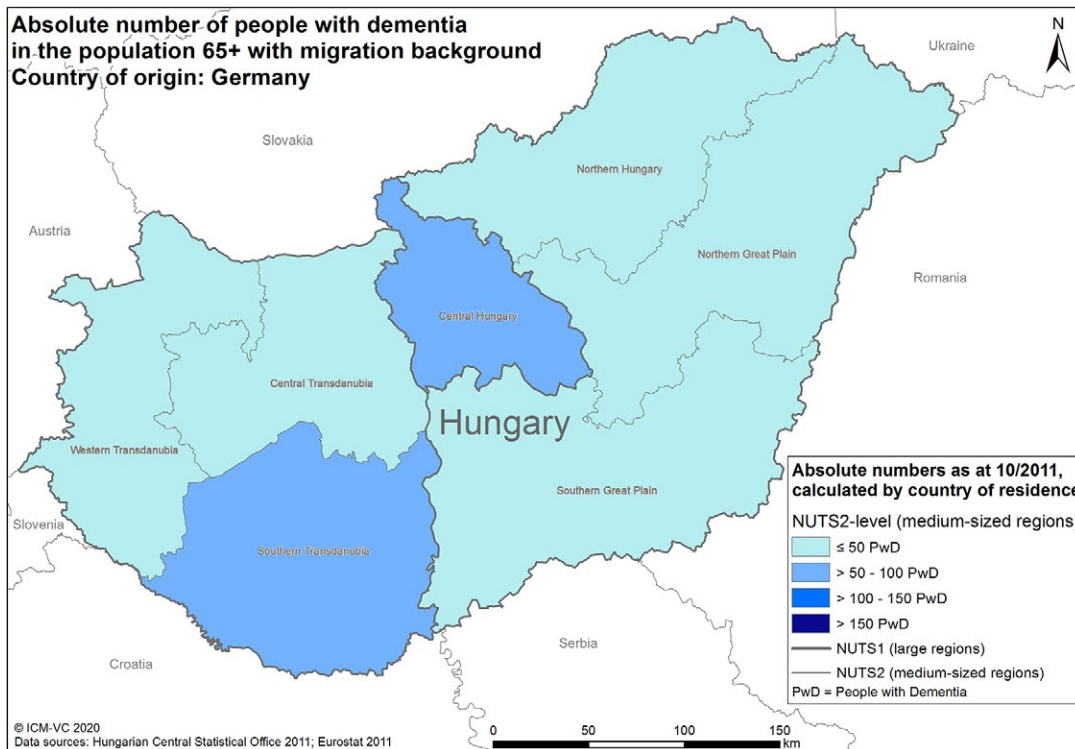 Absolute number of people with dementia
in the population 65+ with migration background
Country of origin: Germany
N
Ukraine
Slovakia
Northern Hungary
Austria
Northern Great Plain
Romania
Central Hungary
Central Transdanubia
Hungary
Western Transdanubia
Southern Great Plain
Slovenia
Southern Transdanubia
Serbia
Croatia
Absolute numbers as at 10/2011,
calculated by country of residence
NUTS2-level (medium-sized regions
≤ 50 PwD
> 50 - 100 PwD
> 100 - 150 PwD
> 150 PwD
NUTS1 (large regions)
NUTS2 (medium-sized regions)
PwD = People with Dementia
© ICM-VC 2020
Data sources: Hungarian Central Statistical Office 2011; Eurostat 2011
0 50 100 150
km